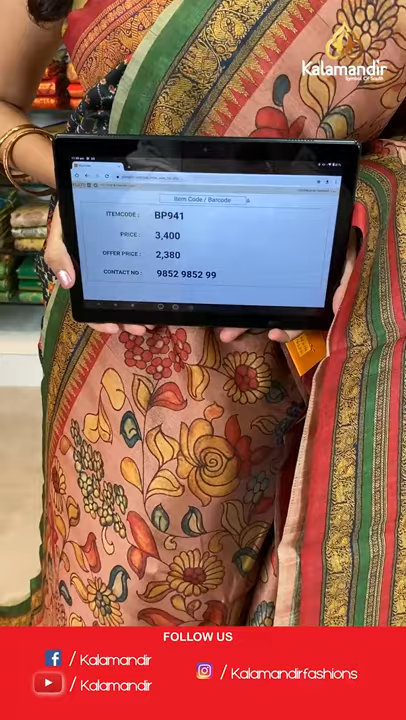 Kalamandir
Symbol Of Smile
Item Code / Barcode
ITEMCODE : BP941
PRICE : 3,400
OFFER PRICE : 2,380
CONTACT NO : 9852 9852 99
FOLLOW US
/ Kalamandir
/ Kalamandir
/ Kalamandirfashions